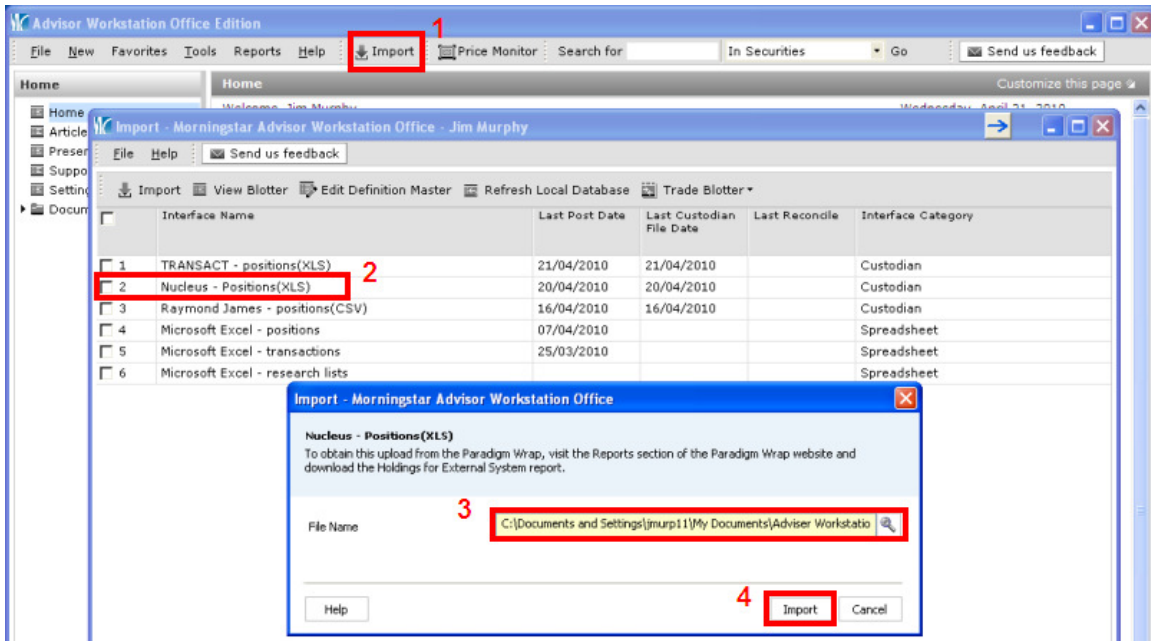 Advisor Workstation Office Edition
1
File New Favorites Tools Reports Help Import Price Monitor Search for In Securities Go Send us feedback
Home Home Customize this page
Home Welcome, Jim Murphy Wednesday, April 21, 2010
Import - Morningstar Advisor Workstation Office - Jim Murphy
Article
Presen File Help Send us feedback
Suppo
Setting Import View Blotter Edit Definition Master Refresh Local Database Trade Blotter
Docum
Interface Name Last Post Date Last Custodian File Date Last Reconcile Interface Category
1 TRANSACT - positions(XLS) 21/04/2010 21/04/2010 Custodian
2
2 Nucleus - Positions(XLS) 20/04/2010 20/04/2010 Custodian
3 Raymond James - positions(CSV) 16/04/2010 16/04/2010 Custodian
4 Microsoft Excel - positions 07/04/2010 Spreadsheet
5 Microsoft Excel - transactions 25/03/2010 Spreadsheet
6 Microsoft Excel - research lists Spreadsheet
Import - Morningstar Advisor Workstation Office
Nucleus - Positions(XLS)
To obtain this upload from the Paradigm Wrap, visit the Reports section of the Paradigm Wrap website and
download the Holdings for External System report.
3
File Name C:\Documents and Settings\jmurp11\My Documents\Adviser Workstatio
4
Help Import Cancel